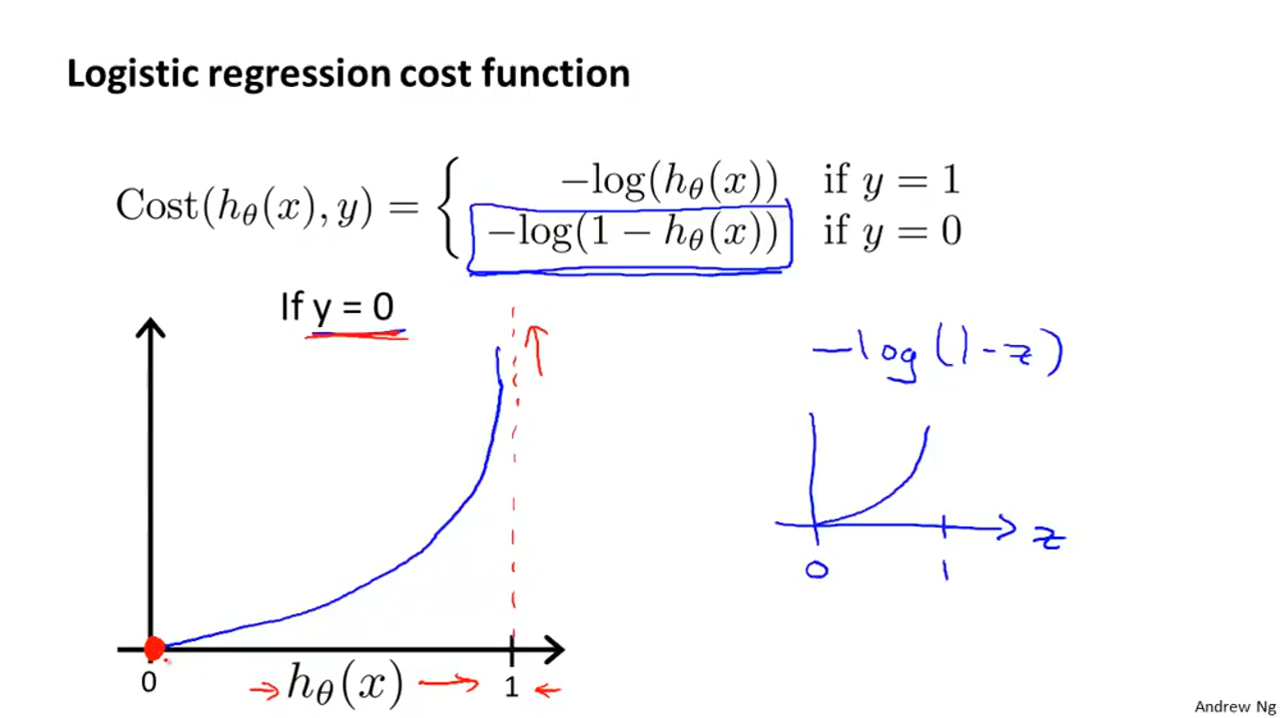 Logistic regression cost function
Cost(hθ(x), y) = {
−log(hθ(x)) if y = 1
−log(1 − hθ(x)) if y = 0
If y = 0
−log(1-z)
z
0 1
0 → hθ(x) → 1 ←
Andrew Ng